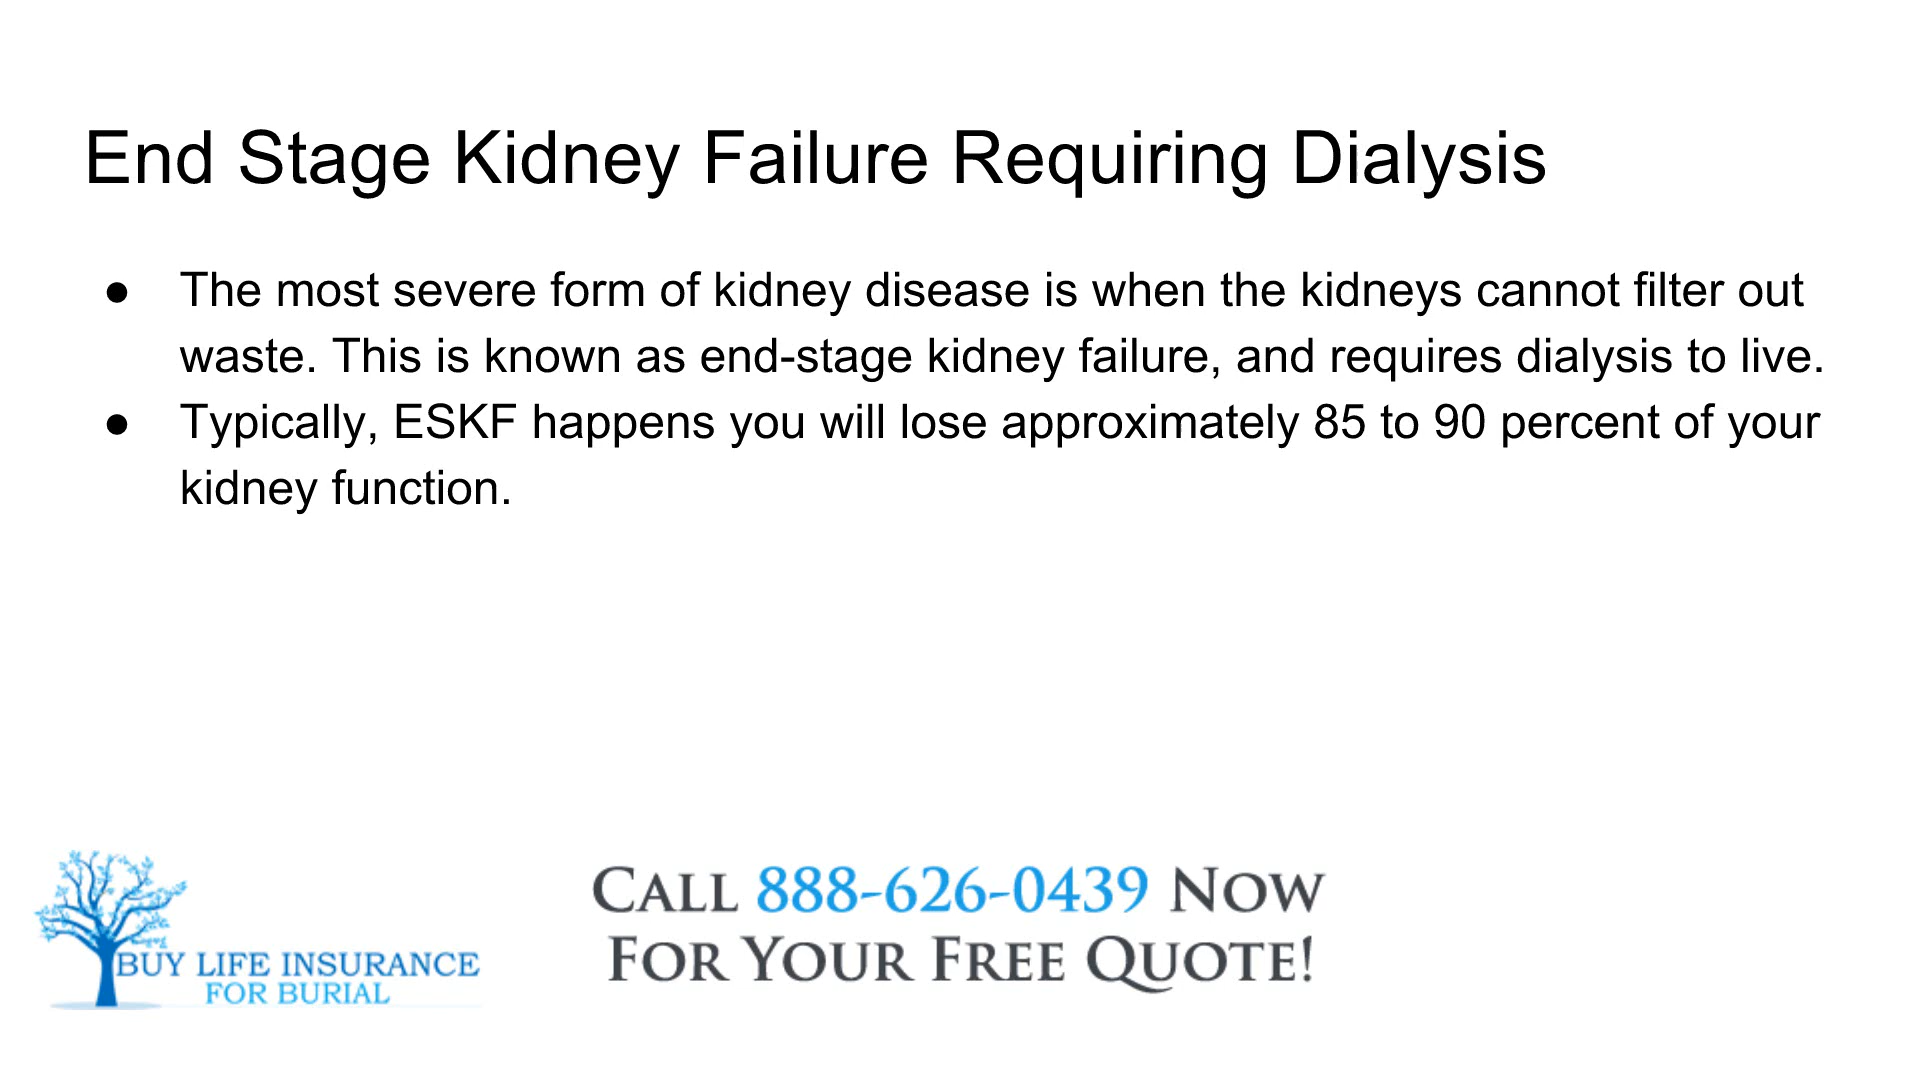 End Stage Kidney Failure Requiring Dialysis
● The most severe form of kidney disease is when the kidneys cannot filter out
waste. This is known as end-stage kidney failure, and requires dialysis to live.
● Typically, ESKF happens you will lose approximately 85 to 90 percent of your
kidney function.
BUY LIFE INSURANCE
FOR BURIAL
CALL 888-626-0439 NOW
FOR YOUR FREE QUOTE!